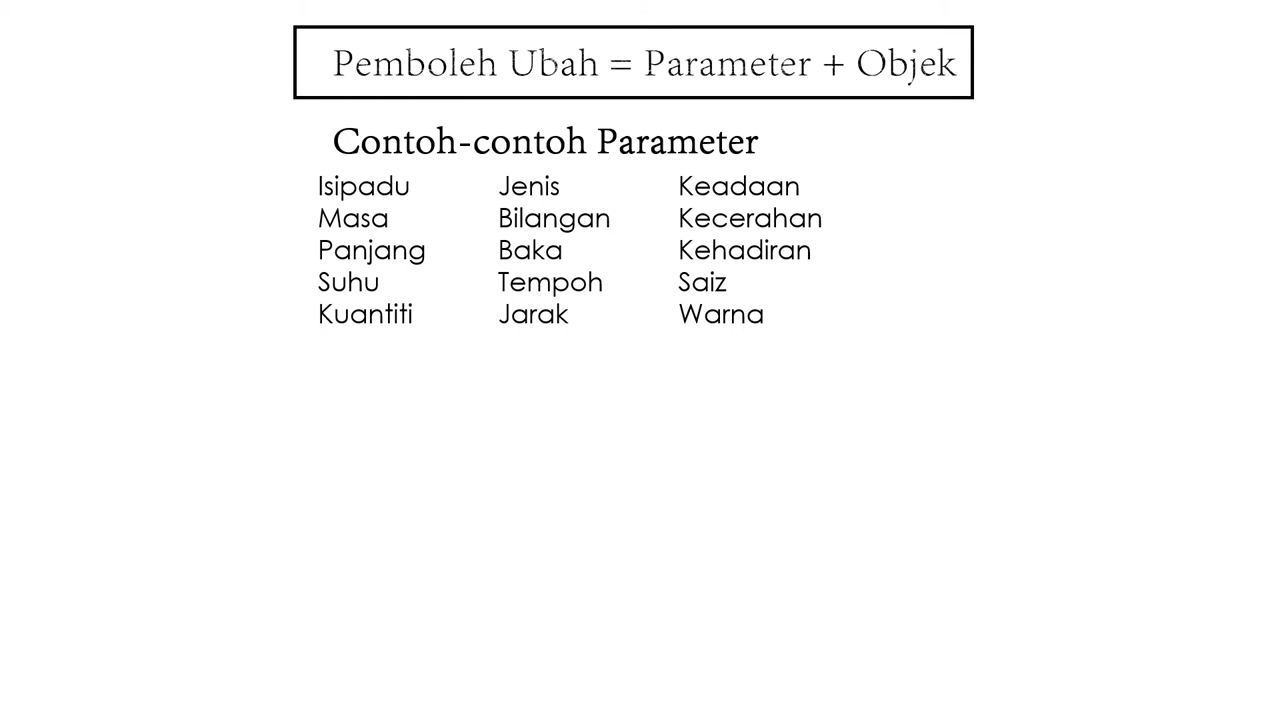 Pemboleh Ubah = Parameter + Objek
Contoh-contoh Parameter
Isipadu Jenis Keadaan
Masa Bilangan Kecerahan
Panjang Baka Kehadiran
Suhu Tempoh Saiz
Kuantiti Jarak Warna